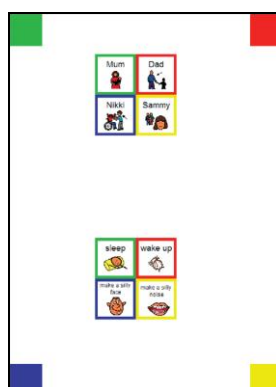 Mum Dad
Nikki Sammy
sleep wake up
make a silly make a silly
face noise